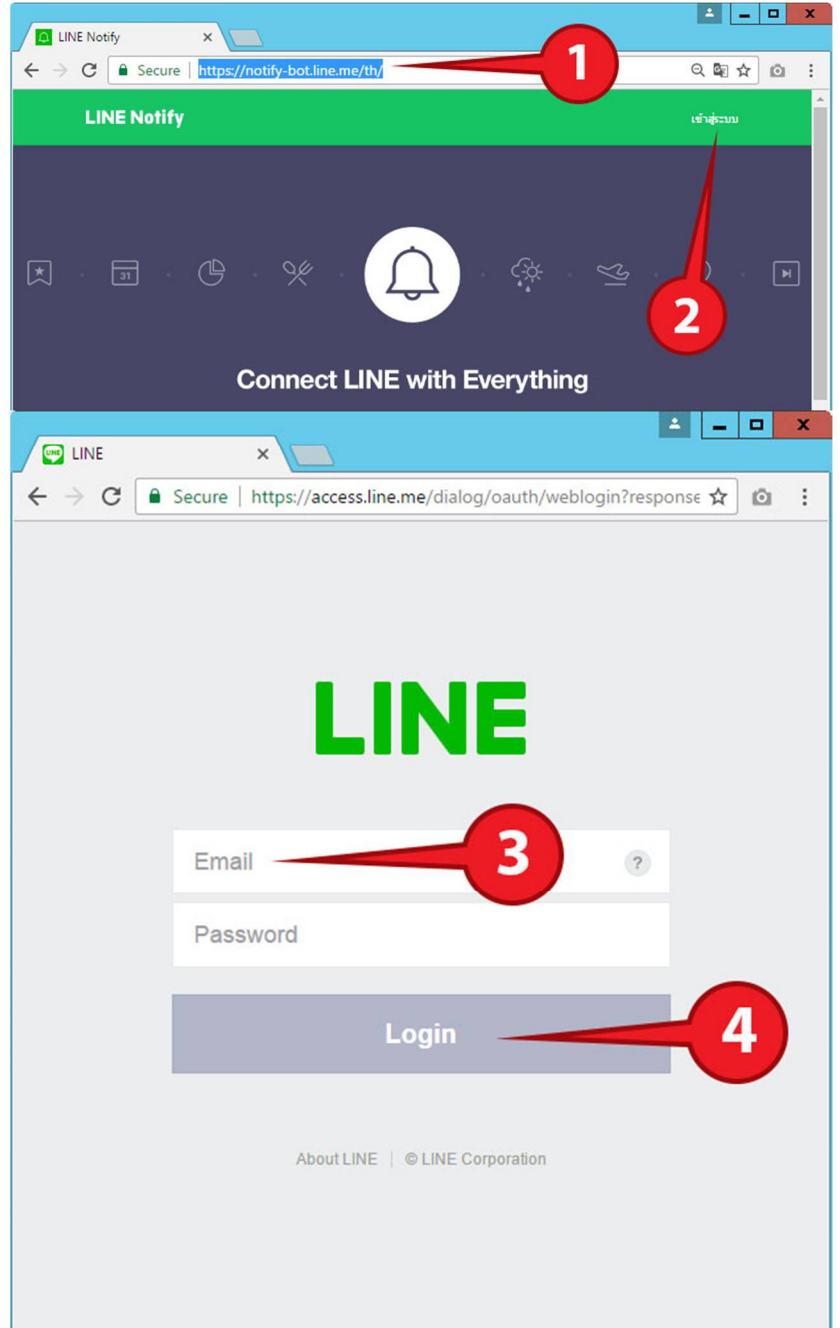 LINE Notify
Secure https://notify-bot.line.me/th/
1
LINE Notify
เข้าสู่ระบบ
31
2
Connect LINE with Everything
LINE
LINE
Secure https://access.line.me/dialog/oauth/weblogin?response
LINE
Email
3
?
Password
Login
4
About LINE | © LINE Corporation